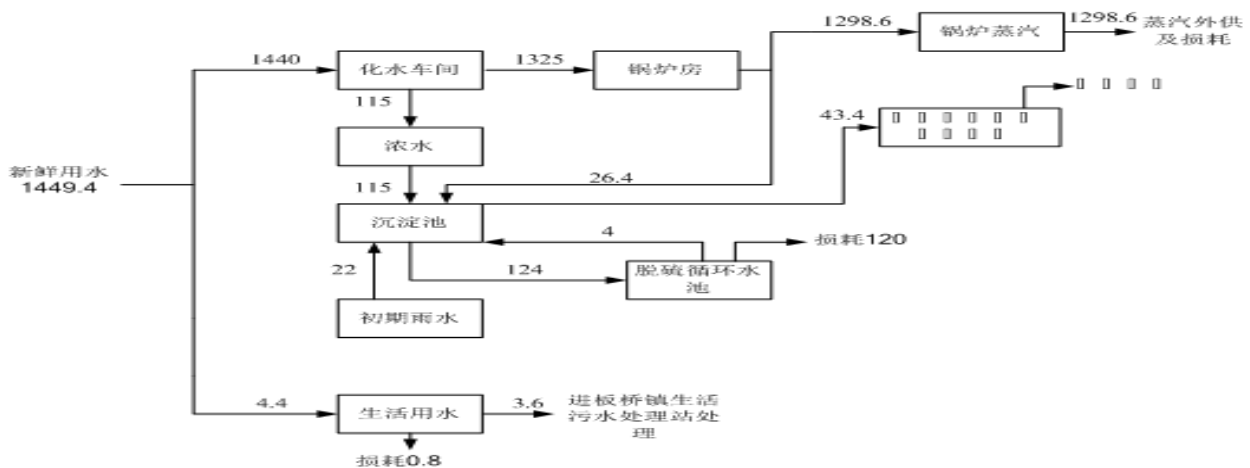 1298.6
锅炉蒸汽
1298.6
蒸汽外供
及损耗
1440
化水车间
1325
锅炉房
115
43.4
浓水
新鲜用水
1449.4
115
26.4
沉淀池
4
损耗120
22
124
脱硫循环水
池
初期雨水
4.4
生活用水
3.6
进板桥镇生活
污水处理站处
理
损耗0.8